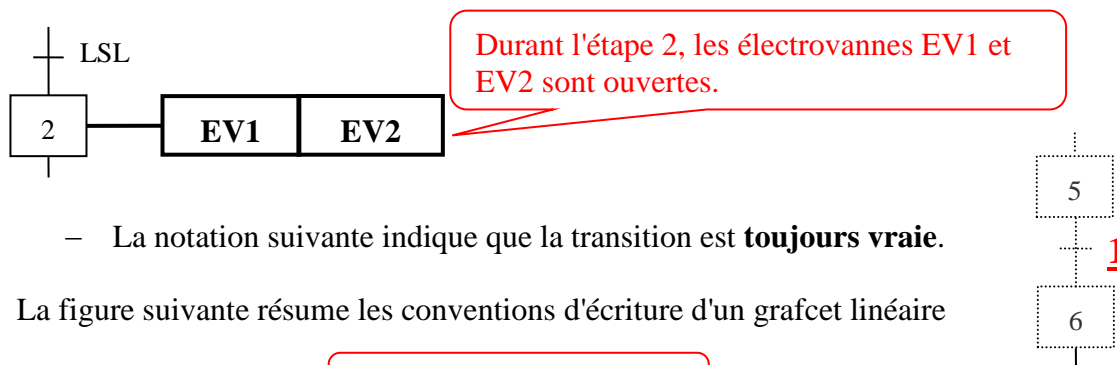 LSL
Durant l'étape 2, les électrovannes EV1 et
EV2 sont ouvertes.
2
EV1 EV2
5
– La notation suivante indique que la transition est toujours vraie.
1
La figure suivante résume les conventions d'écriture d'un grafcet linéaire
6